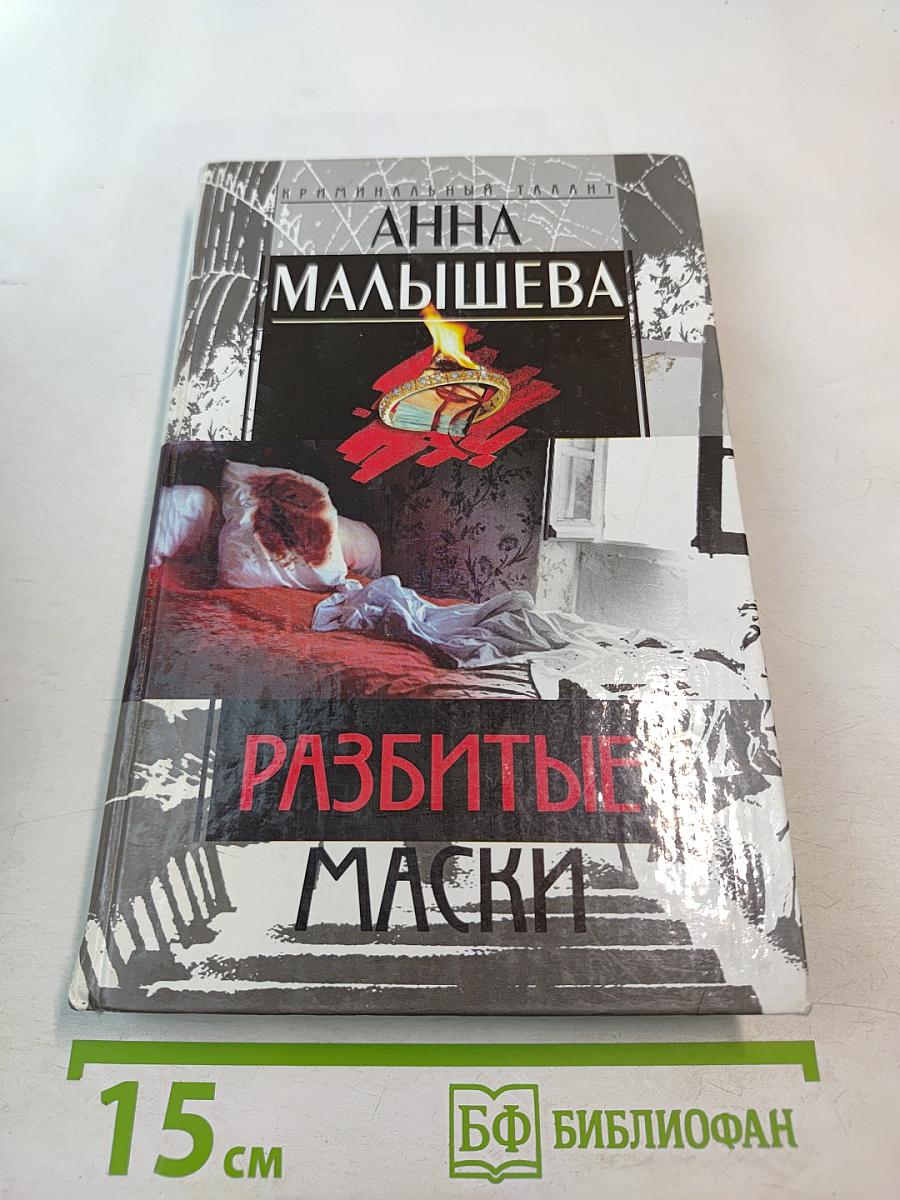 КРИМИНАЛЬНЫЙ ТАЛАНТ
АННА
МАЛЫШЕВА
РАЗБИТЫЕ
МАСКИ
15 см
БФ БИБЛИОФАН